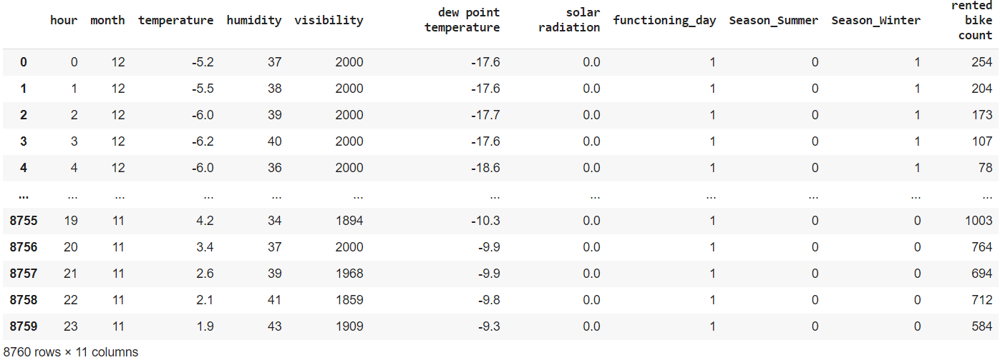 hour month temperature humidity visibility dew point temperature solar radiation functioning_day Season_Summer Season_Winter rented bike count
0 0 12 -5.2 37 2000 -17.6 0.0 1 0 1 254
1 1 12 -5.5 38 2000 -17.6 0.0 1 0 1 204
2 2 12 -6.0 39 2000 -17.7 0.0 1 0 1 173
3 3 12 -6.2 40 2000 -17.6 0.0 1 0 1 107
4 4 12 -6.0 36 2000 -18.6 0.0 1 0 1 78
... ... ... ... ... ... ... ... ... ... ... ...
8755 19 11 4.2 34 1894 -10.3 0.0 1 0 0 1003
8756 20 11 3.4 37 2000 -9.9 0.0 1 0 0 764
8757 21 11 2.6 39 1968 -9.9 0.0 1 0 0 694
8758 22 11 2.1 41 1859 -9.8 0.0 1 0 0 712
8759 23 11 1.9 43 1909 -9.3 0.0 1 0 0 584
8760 rows × 11 columns